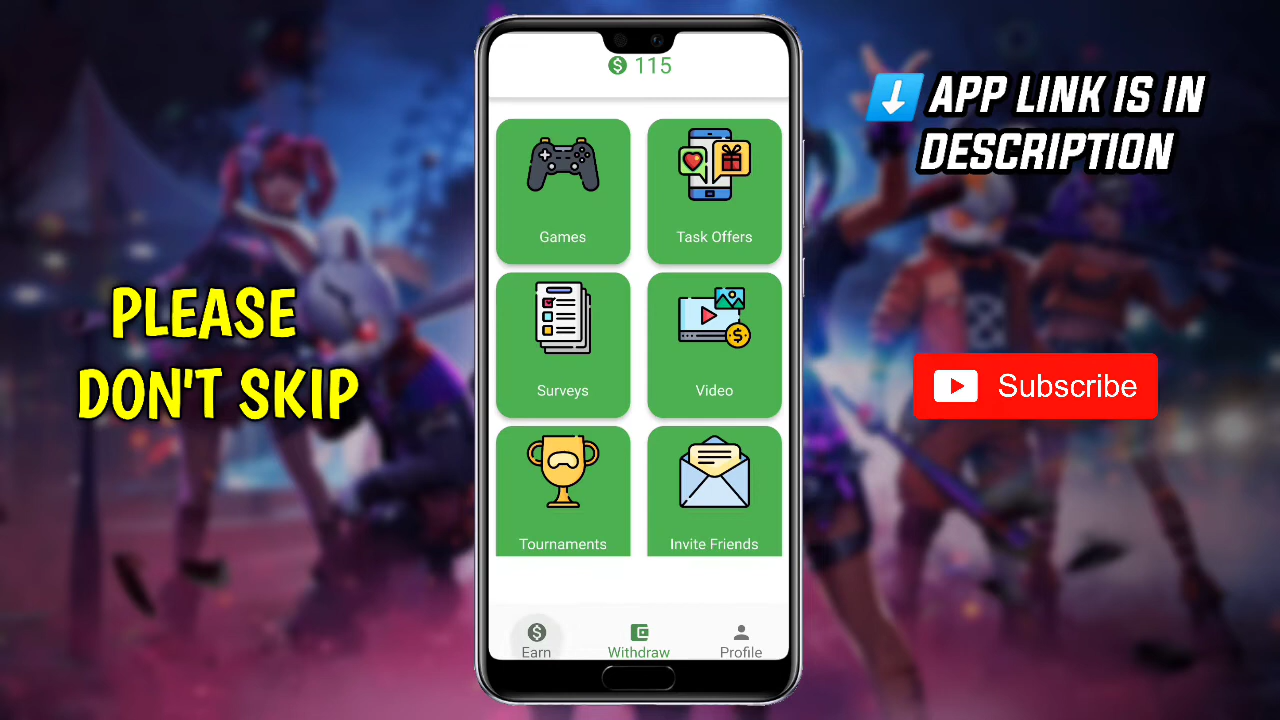 115
Games
Task Offers
Surveys
Video
Tournaments
Invite Friends
Earn
Withdraw
Profile
PLEASE
DON'T SKIP
APP LINK IS IN
DESCRIPTION
Subscribe